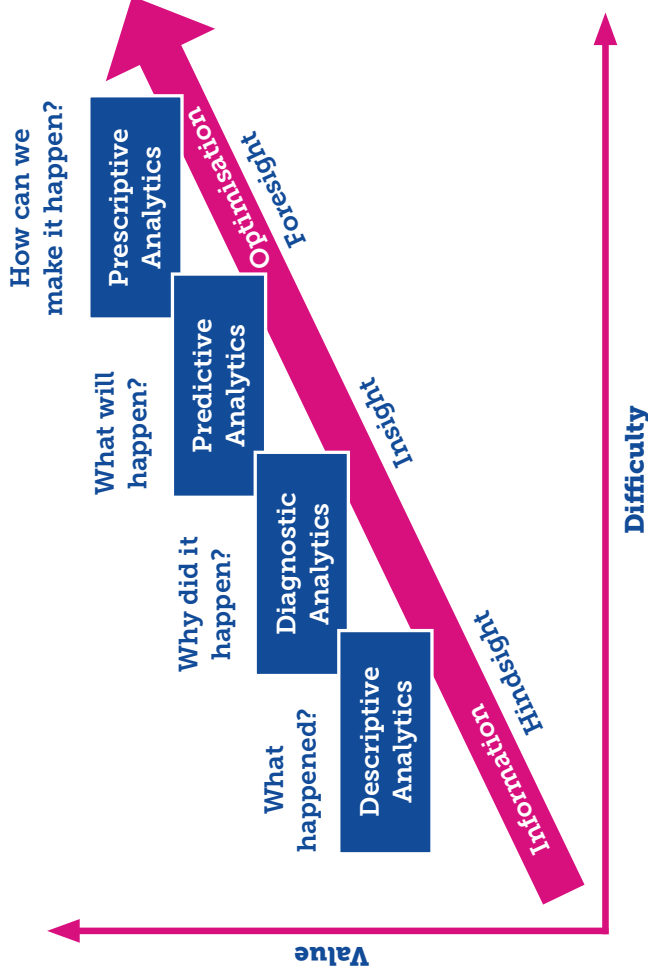 How can we
make it happen?
Prescriptive
Analytics
What will
happen?
Predictive
Analytics
Why did it
happen?
Diagnostic
Analytics
What
happened?
Descriptive
Analytics
Optimisation
Information
Foresight
Insight
Hindsight
Value
Difficulty